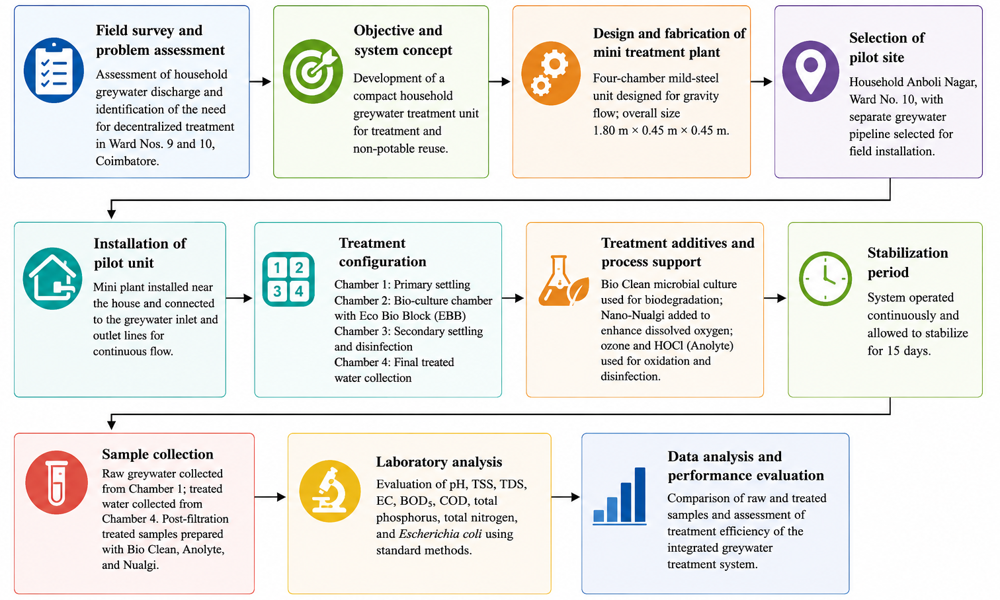 Field survey and
problem assessment
Assessment of household
greywater discharge and
identification of the need
for decentralized treatment
in Ward Nos. 9 and 10,
Coimbatore.
Objective and
system concept
Development of a
compact household
greywater treatment unit
for treatment and
non-potable reuse.
Design and fabrication of
mini treatment plant
Four-chamber mild-steel
unit designed for gravity
flow; overall size
1.80 m × 0.45 m × 0.45 m.
Selection of
pilot site
Household Anboli Nagar,
Ward No. 10, with
separate greywater
pipeline selected for
field installation.
Installation of
pilot unit
Mini plant installed near
the house and connected
to the greywater inlet and
outlet lines for
continuous flow.
1 2
3 4
Treatment
configuration
Chamber 1: Primary settling
Chamber 2: Bio-culture chamber
with Eco Bio Block (EBB)
Chamber 3: Secondary settling
and disinfection
Chamber 4: Final treated
water collection
Treatment additives and
process support
Bio Clean microbial culture
used for biodegradation;
Nano-Nualgi added to
enhance dissolved oxygen;
ozone and HOCl (Anolyte)
used for oxidation and
disinfection.
Stabilization
period
System operated
continuously and
allowed to stabilize
for 15 days.
Sample collection
Raw greywater collected
from Chamber 1; treated
water collected from
Chamber 4. Post-filtration
treated samples prepared
with Bio Clean, Anolyte,
and Nualgi.
Laboratory analysis
Evaluation of pH, TSS, TDS,
EC, BOD₅, COD, total
phosphorus, total nitrogen,
and Escherichia coli using
standard methods.
Data analysis and
performance evaluation
Comparison of raw and treated
samples and assessment of
treatment efficiency of the
integrated greywater
treatment system.